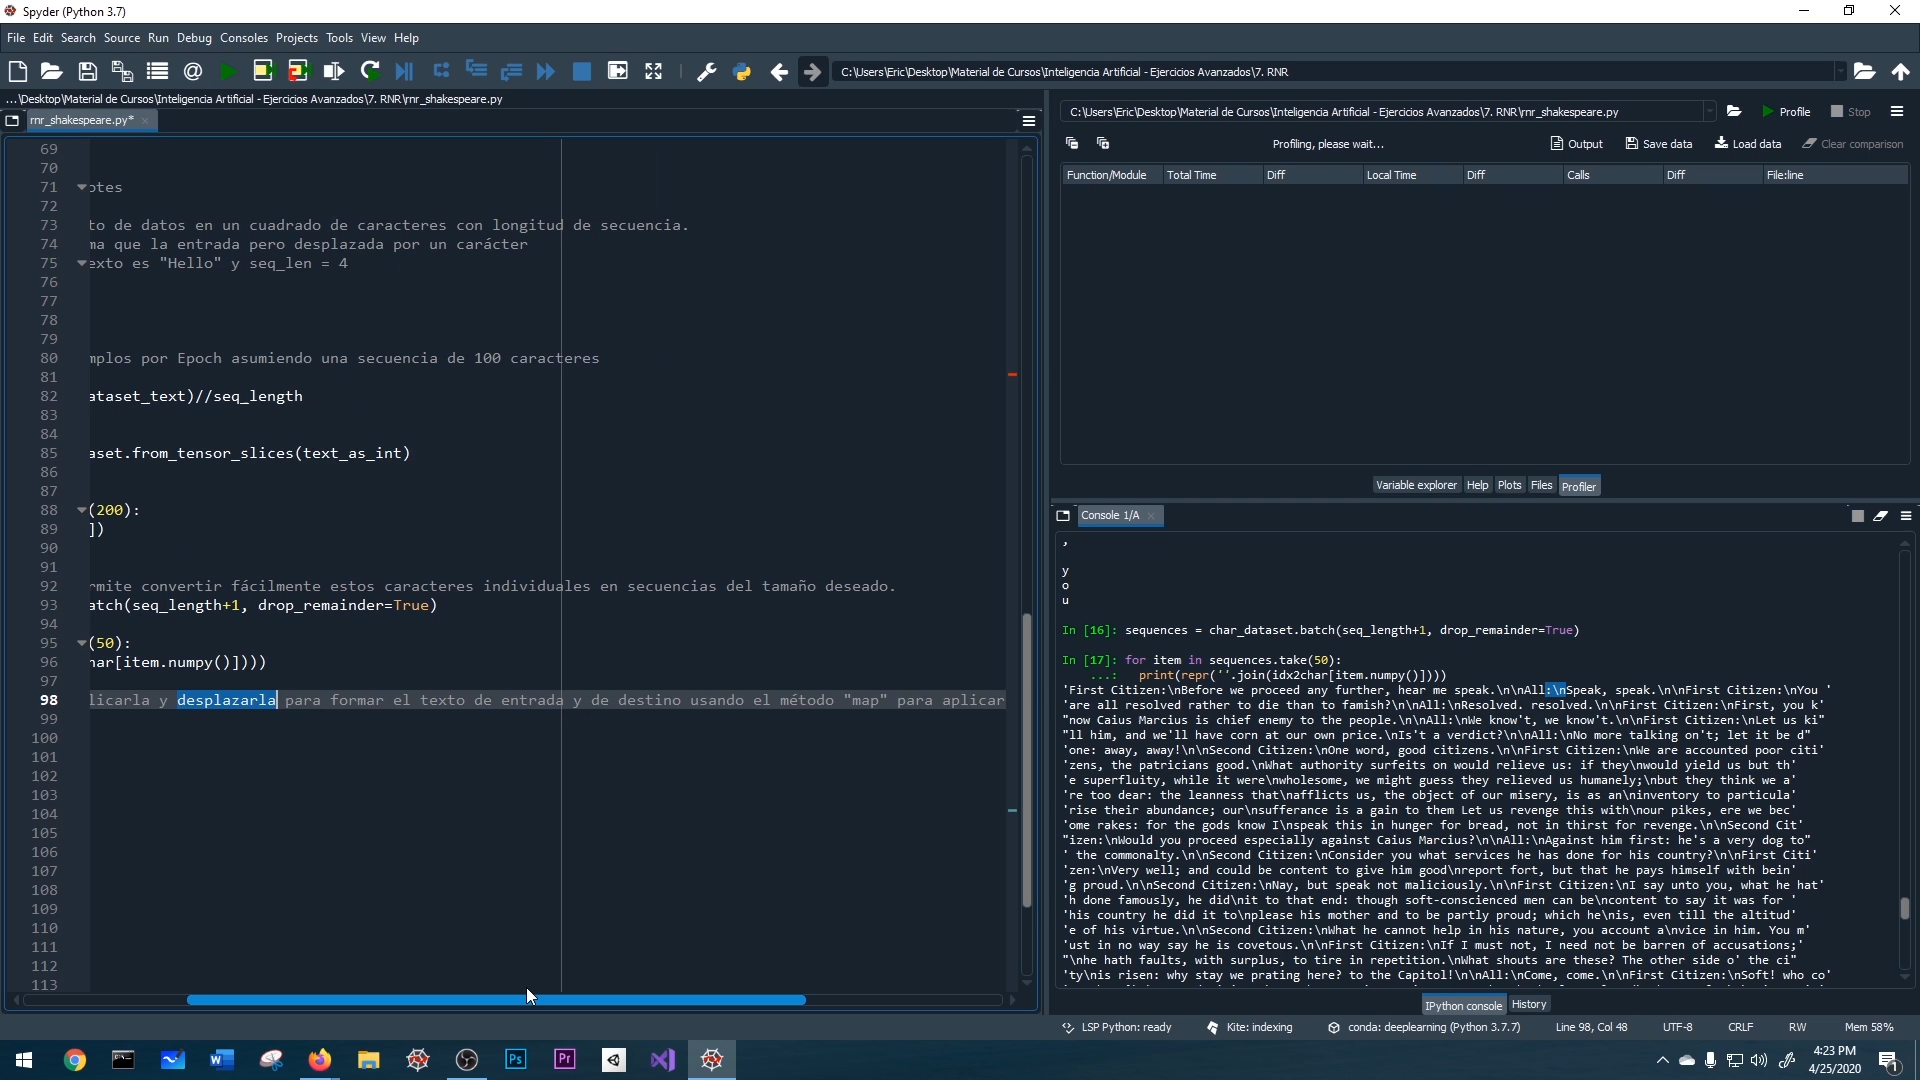 Spyder (Python 3.7)
File Edit Search Source Run Debug Consoles Projects Tools View Help
C:\Users\Eric\Desktop\Material de Cursos\Inteligencia Artificial - Ejercicios Avanzados\7. RNR
...\Desktop\Material de Cursos\Inteligencia Artificial - Ejercicios Avanzados\7. RNR\rnr_shakespeare.py
rnr_shakespeare.py*
69
70
71 otes
72
73 to de datos en un cuadrado de caracteres con longitud de secuencia.
74 ma que la entrada pero desplazada por un carácter
75 exto es "Hello" y seq_len = 4
76
77
78
79
80 mplos por Epoch asumiendo una secuencia de 100 caracteres
81
82 ataset_text)//seq_length
83
84
85 aset.from_tensor_slices(text_as_int)
86
87
88 (200):
89 ])
90
91
92 rmite convertir fácilmente estos caracteres individuales en secuencias del tamaño deseado.
93 atch(seq_length+1, drop_remainder=True)
94
95 (50):
96 har[item.numpy()])))
97
98 licarla y desplazarla para formar el texto de entrada y de destino usando el método "map" para aplicar
99
100
101
102
103
104
105
106
107
108
109
110
111
112
113
C:\Users\Eric\Desktop\Material de Cursos\Inteligencia Artificial - Ejercicios Avanzados\7. RNR\rnr_shakespeare.py Profile Stop
Profiling, please wait... Output Save data Load data Clear comparison
Function/Module Total Time Diff Local Time Diff Calls Diff File:line
Variable explorer Help Plots Files Profiler
Console 1/A
,
y
o
u
In [16]: sequences = char_dataset.batch(seq_length+1, drop_remainder=True)
In [17]: for item in sequences.take(50):
...: print(repr(''.join(idx2char[item.numpy()])))
'First Citizen:\nBefore we proceed any further, hear me speak.\n\nAll:\nSpeak, speak.\n\nFirst Citizen:\nYou '
'are all resolved rather to die than to famish?\n\nAll:\nResolved. resolved.\n\nFirst Citizen:\nFirst, you k'
"now Caius Marcius is chief enemy to the people.\n\nAll:\nWe know't, we know't.\n\nFirst Citizen:\nLet us ki"
"ll him, and we'll have corn at our own price.\nIs't a verdict?\n\nAll:\nNo more talking on't; let it be d"
'one: away, away!\n\nSecond Citizen:\nOne word, good citizens.\n\nFirst Citizen:\nWe are accounted poor citi'
'zens, the patricians good.\nWhat authority surfeits on would relieve us: if they\nwould yield us but th'
'e superfluity, while it were\nwholesome, we might guess they relieved us humanely;\nbut they think we a'
're too dear: the leanness that\nafflicts us, the object of our misery, is as an\ninventory to particula'
'rise their abundance; our\nsufferance is a gain to them Let us revenge this with\nour pikes, ere we bec'
'ome rakes: for the gods know I\nspeak this in hunger for bread, not in thirst for revenge.\n\nSecond Cit'
"izen:\nWould you proceed especially against Caius Marcius?\n\nAll:\nAgainst him first: he's a very dog to"
' the commonalty.\n\nSecond Citizen:\nConsider you what services he has done for his country?\n\nFirst Citi'
'zen:\nVery well; and could be content to give him good\nreport fort, but that he pays himself with bein'
'g proud.\n\nSecond Citizen:\nNay, but speak not maliciously.\n\nFirst Citizen:\nI say unto you, what he hat'
'h done famously, he did\nit to that end: though soft-conscienced men can be\ncontent to say it was for '
'his country he did it to\nplease his mother and to be partly proud; which he\nis, even till the altitud'
'e of his virtue.\n\nSecond Citizen:\nWhat he cannot help in his nature, you account a\nvice in him. You m'
'ust in no way say he is covetous.\n\nFirst Citizen:\nIf I must not, I need not be barren of accusations;'
"\nhe hath faults, with surplus, to tire in repetition.\nWhat shouts are these? The other side o' the ci"
'ty\nis risen: why stay we prating here? to the Capitol!\n\nAll:\nCome, come.\n\nFirst Citizen:\nSoft! who co'
IPython console History
LSP Python: ready Kite: indexing conda: deeplearning (Python 3.7.7) Line 98, Col 48 UTF-8 CRLF RW Mem 58%
4:23 PM
4/25/2020